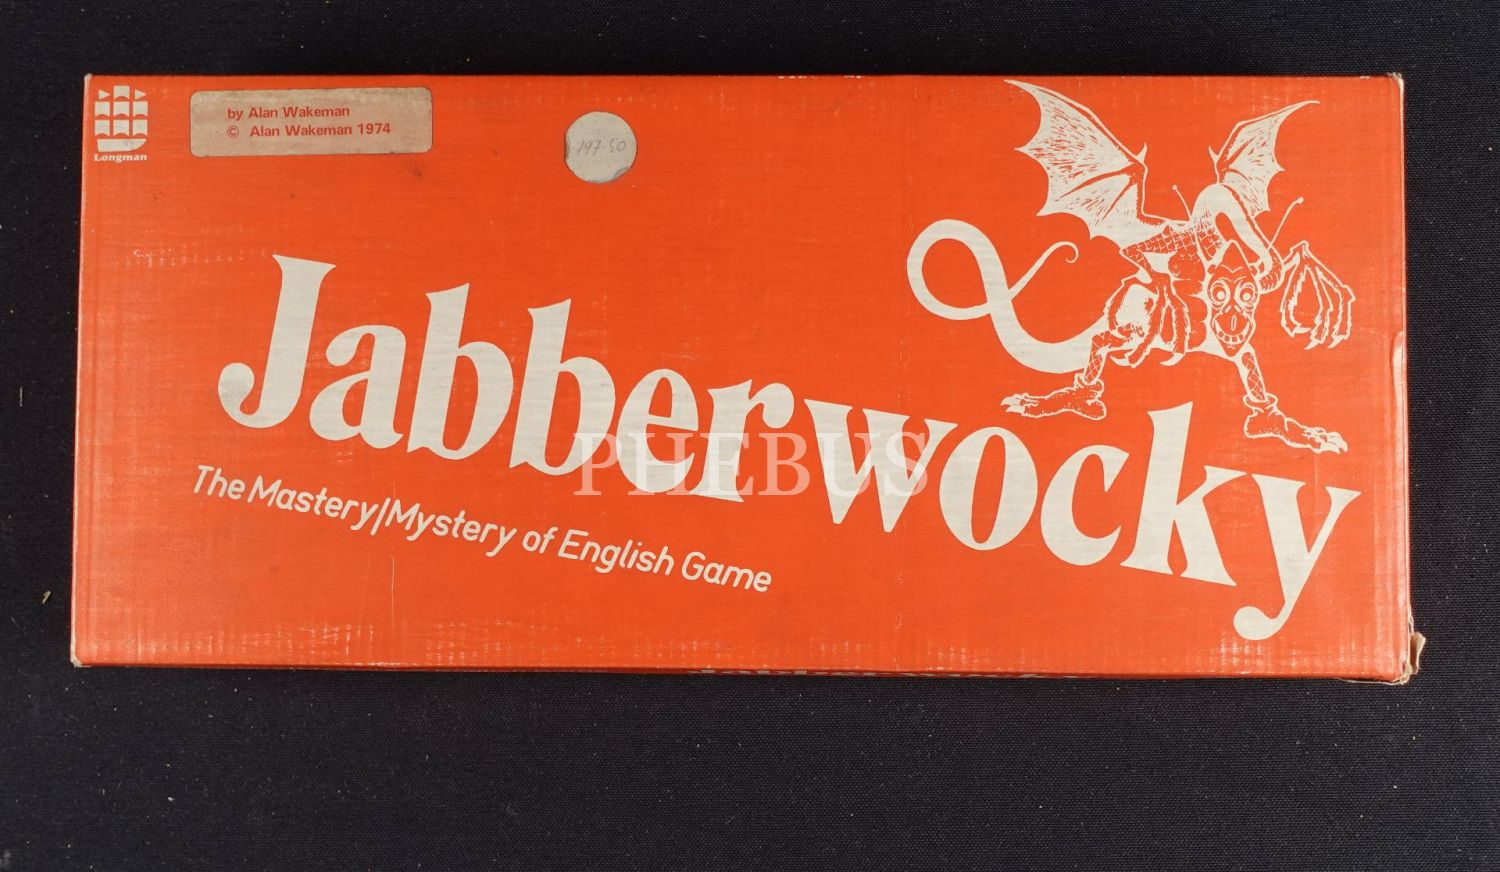 by Alan Wakeman
© Alan Wakeman 1974
Longman
197.50
Jabberwocky
PHEBUS
The Mastery/Mystery of English Game